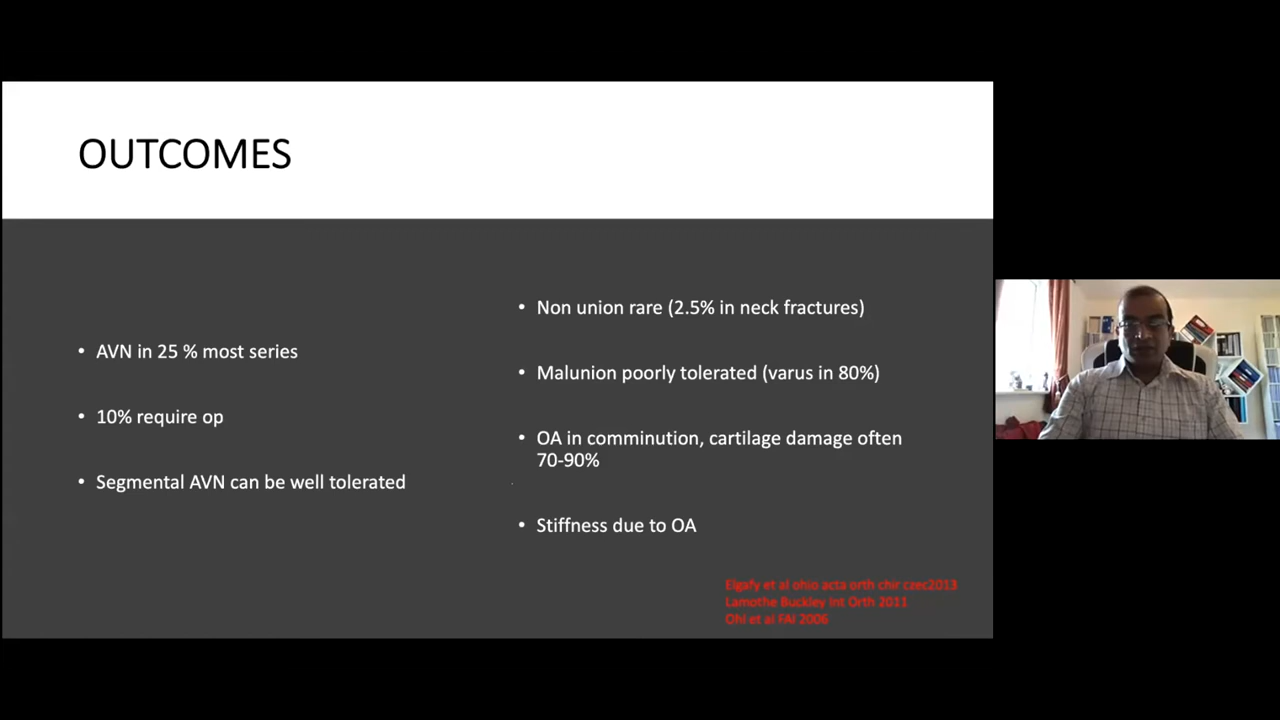 OUTCOMES
• AVN in 25 % most series
• 10% require op
• Segmental AVN can be well tolerated
• Non union rare (2.5% in neck fractures)
• Malunion poorly tolerated (varus in 80%)
• OA in comminution, cartilage damage often
70-90%
• Stiffness due to OA
Elgafy et al ohio acta orth chir czec2013
Lamothe Buckley Int Orth 2011
Ohl et al FAI 2006